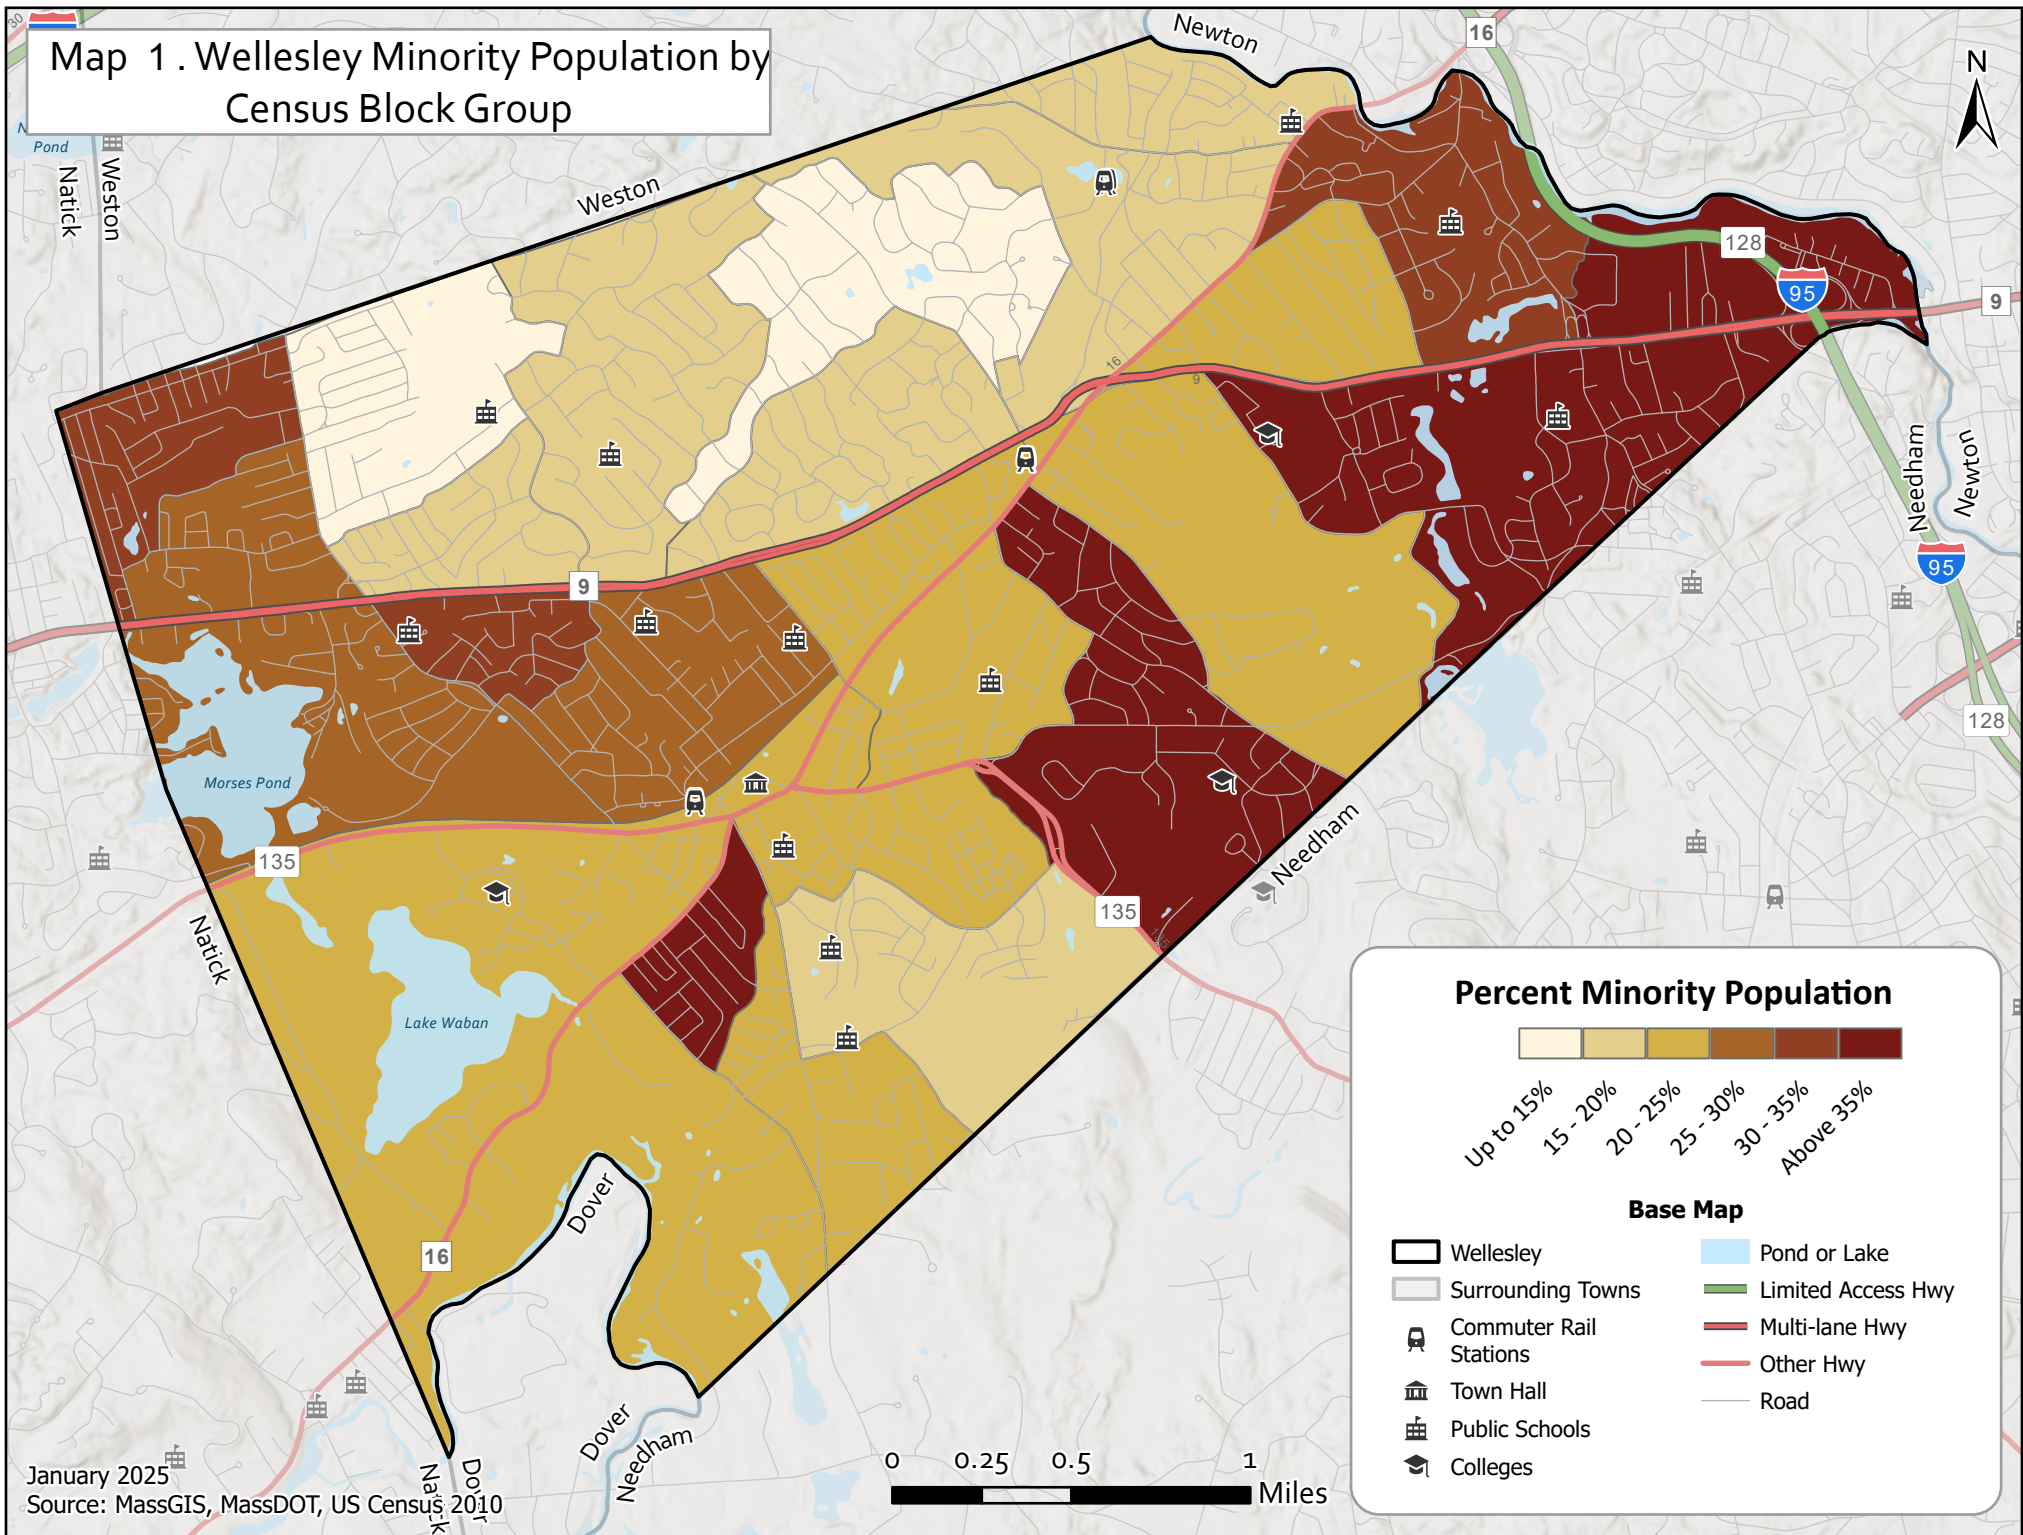 Map 1. Wellesley Minority Population by
Census Block Group
30
16
Newton
N
Pond
Natick
Weston
Weston
128
95
9
16
9
Needham
Newton
9
95
128
Morses Pond
135
Natick
Lake Waban
135
135
Needham
16
Dover
Dover
Needham
Natick
Dover
January 2025
Source: MassGIS, MassDOT, US Census 2010
0 0.25 0.5 1
Miles
Percent Minority Population
Up to 15%
15 - 20%
20 - 25%
25 - 30%
30 - 35%
Above 35%
Base Map
Wellesley
Surrounding Towns
Commuter Rail
Stations
Town Hall
Public Schools
Colleges
Pond or Lake
Limited Access Hwy
Multi-lane Hwy
Other Hwy
Road